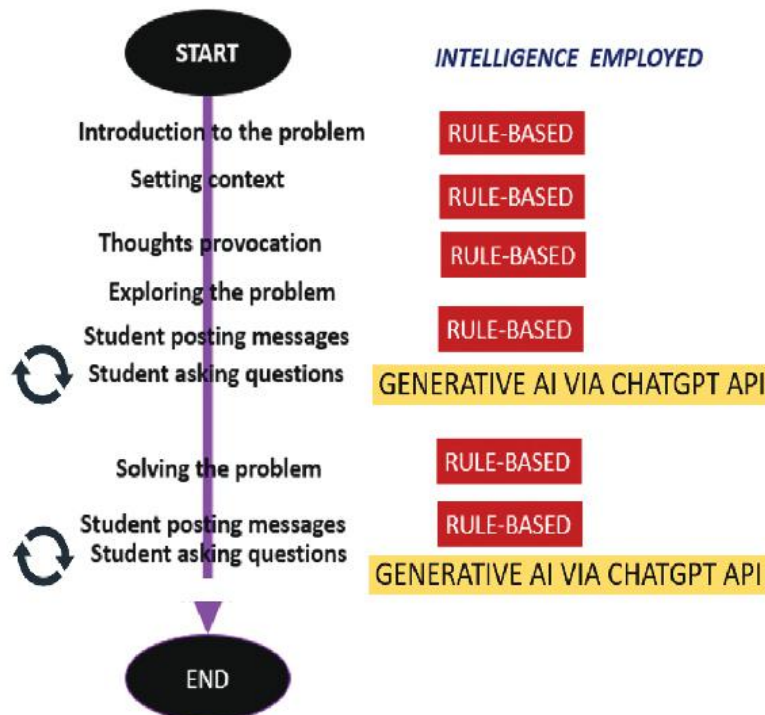 START
INTELLIGENCE EMPLOYED
Introduction to the problem
RULE-BASED
Setting context
RULE-BASED
Thoughts provocation
RULE-BASED
Exploring the problem
Student posting messages
RULE-BASED
Student asking questions
GENERATIVE AI VIA CHATGPT API
Solving the problem
RULE-BASED
Student posting messages
RULE-BASED
Student asking questions
GENERATIVE AI VIA CHATGPT API
END